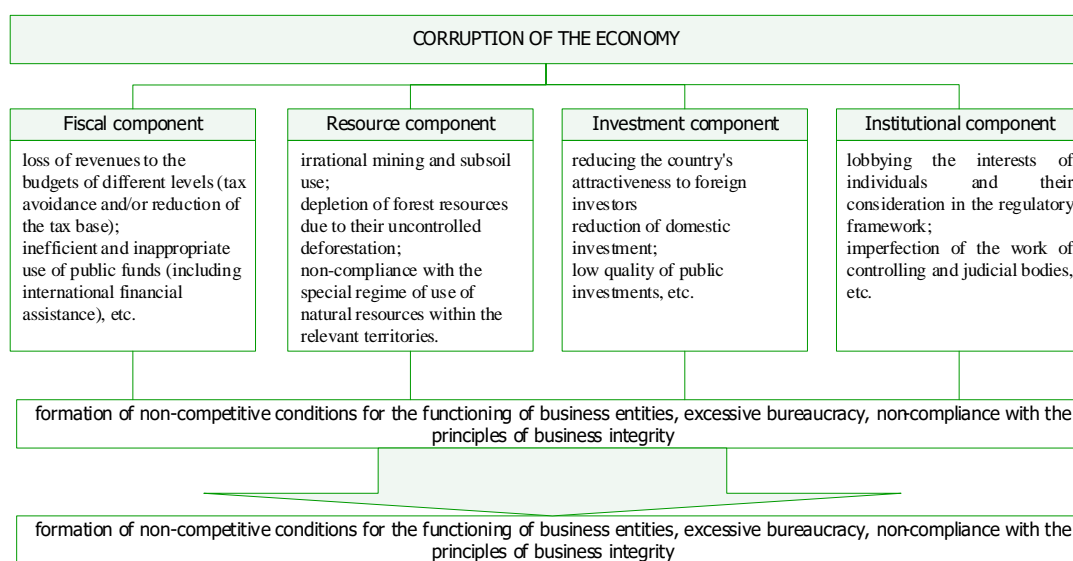 CORRUPTION OF THE ECONOMY
Fiscal component
loss of revenues to the
budgets of different levels (tax
avoidance and/or reduction of
the tax base);
inefficient and inappropriate
use of public funds (including
international financial
assistance), etc.
Resource component
irrational mining and subsoil
use;
depletion of forest resources
due to their uncontrolled
deforestation;
non-compliance with the
special regime of use of
natural resources within the
relevant territories.
Investment component
reducing the country's
attractiveness to foreign
investors
reduction of domestic
investment;
low quality of public
investments, etc.
Institutional component
lobbying the interests of
individuals and their
consideration in the regulatory
framework;
imperfection of the work of
controlling and judicial bodies,
etc.
formation of non-competitive conditions for the functioning of business entities, excessive bureaucracy, non-compliance with the
principles of business integrity
formation of non-competitive conditions for the functioning of business entities, excessive bureaucracy, non-compliance with the
principles of business integrity